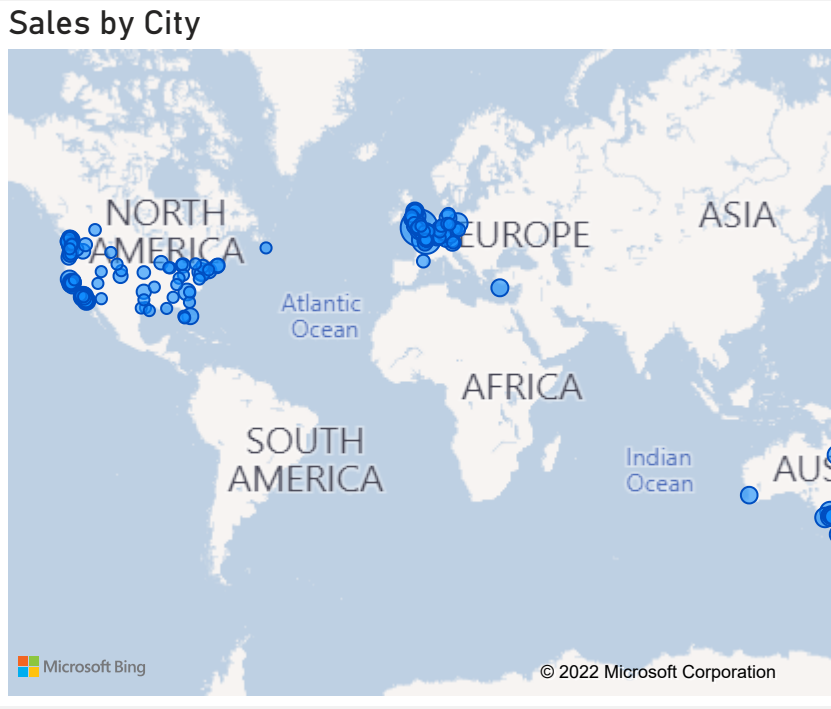 Sales by City
NORTH
AMERICA
EUROPE
ASIA
Atlantic
Ocean
AFRICA
SOUTH
AMERICA
Indian
Ocean
AUS
Microsoft Bing
© 2022 Microsoft Corporation